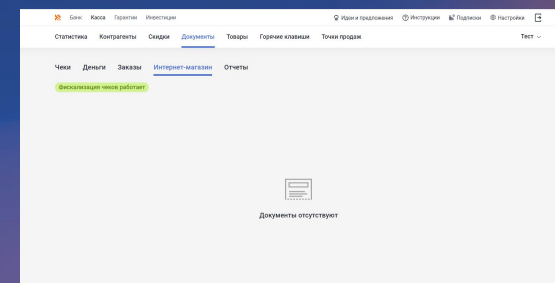 Банк Касса Гарантии Инвестиции Идеи и предложения Инструкции Подписки Настройки
Статистика Контрагенты Скидки Документы Товары Горячие клавиши Точки продаж Тест
Чеки Деньги Заказы Интернет-магазин Отчеты
Фискализация чеков работает
Документы отсутствуют